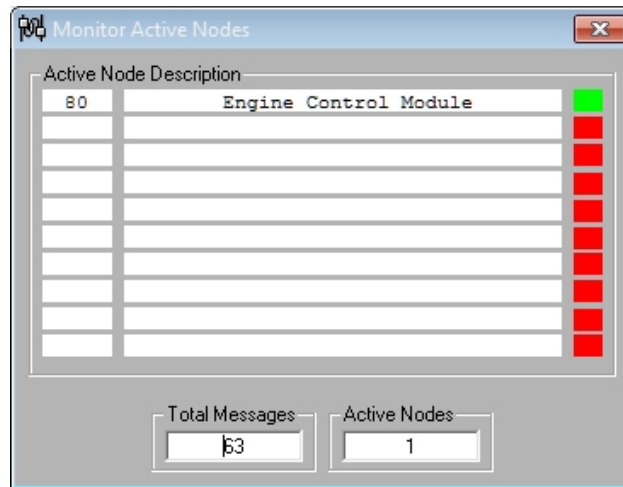 Monitor Active Nodes
Active Node Description
80 Engine Control Module
Total Messages Active Nodes
63 1